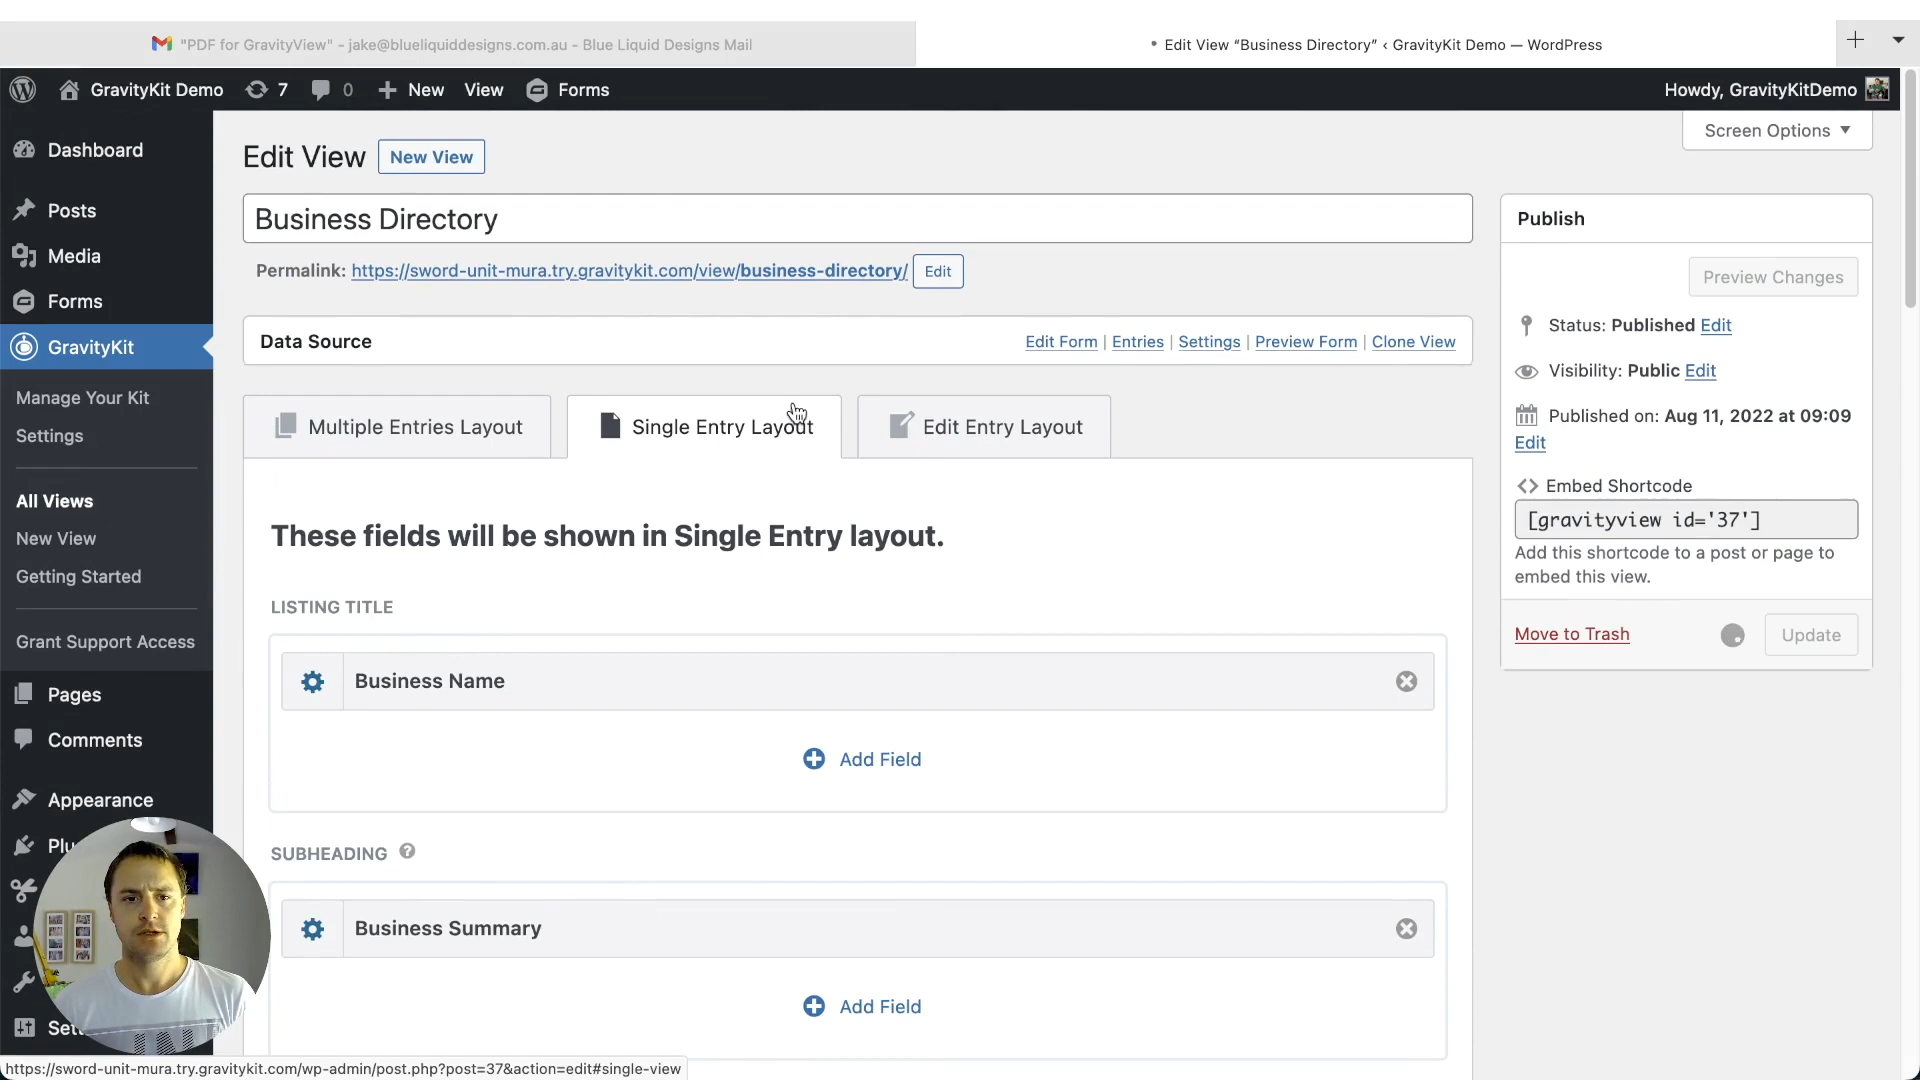 "PDF for GravityView" - jake@blueliquiddesigns.com.au - Blue Liquid Designs Mail
• Edit View “Business Directory” ‹ GravityKit Demo — WordPress
GravityKit Demo 7 0 New View Forms
Howdy, GravityKitDemo
Screen Options
Dashboard
Posts
Media
Forms
GravityKit
Manage Your Kit
Settings
All Views
New View
Getting Started
Grant Support Access
Pages
Comments
Appearance
Plu
Set
Edit View New View
Business Directory
Permalink: https://sword-unit-mura.try.gravitykit.com/view/business-directory/ Edit
Data Source Edit Form | Entries | Settings | Preview Form | Clone View
Multiple Entries Layout
Single Entry Layout
Edit Entry Layout
These fields will be shown in Single Entry layout.
LISTING TITLE
Business Name
Add Field
SUBHEADING
Business Summary
Add Field
Publish
Preview Changes
Status: Published Edit
Visibility: Public Edit
Published on: Aug 11, 2022 at 09:09
Edit
Embed Shortcode
[gravityview id='37']
Add this shortcode to a post or page to
embed this view.
Move to Trash Update
https://sword-unit-mura.try.gravitykit.com/wp-admin/post.php?post=37&action=edit#single-view